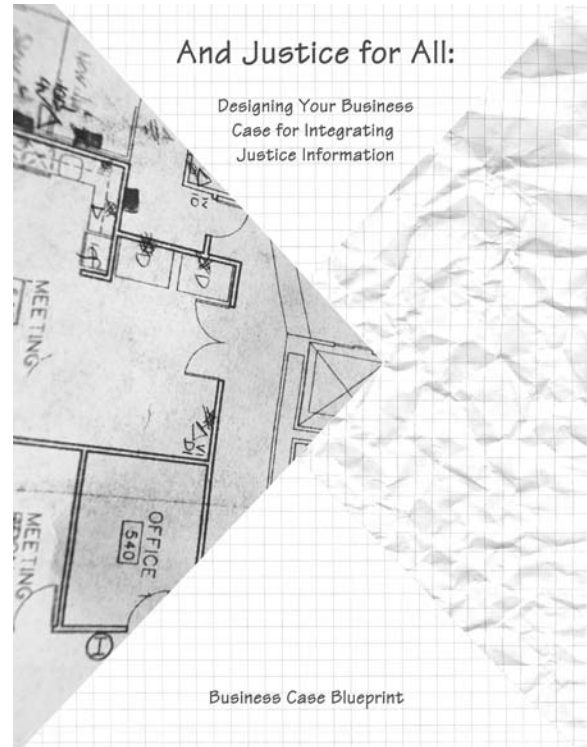 And Justice for All:
Designing Your Business
Case for Integrating
Justice Information
MEETING
OFFICE
540
MEETING
Business Case Blueprint